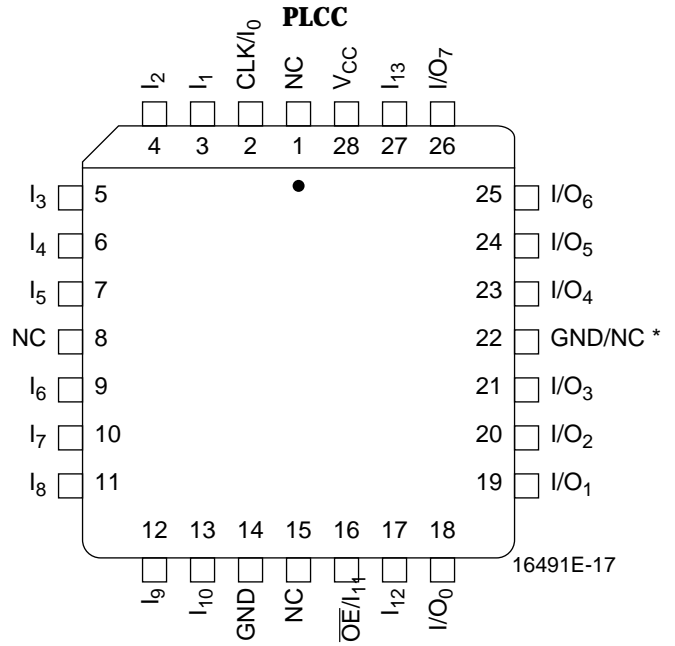 PLCC
I₂ I₁ CLK/I₀ NC V_CC I₁₃ I/O₇
4 3 2 1 28 27 26
I₃ 5 25 I/O₆
I₄ 6 24 I/O₅
I₅ 7 23 I/O₄
NC 8 22 GND/NC *
I₆ 9 21 I/O₃
I₇ 10 20 I/O₂
I₈ 11 19 I/O₁
12 13 14 15 16 17 18
I₉ I₁₀ GND NC O̅E̅/I₁₁ I₁₂ I/O₀
16491E-17